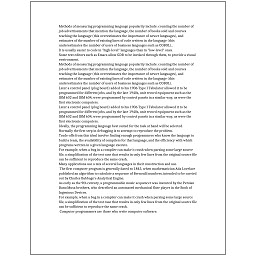 Methods of measuring programming language popularity include: counting the number of
job advertisements that mention the language, the number of books sold and courses
teaching the language (this overestimates the importance of newer languages), and
estimates of the number of existing lines of code written in the language (this
underestimates the number of users of business languages such as COBOL).
It is usually easier to code in "high-level" languages than in "low-level" ones.
Some text editors such as Emacs allow GDB to be invoked through them, to provide a visual
environment.
Methods of measuring programming language popularity include: counting the number of
job advertisements that mention the language, the number of books sold and courses
teaching the language (this overestimates the importance of newer languages), and
estimates of the number of existing lines of code written in the language (this
underestimates the number of users of business languages such as COBOL).
Later a control panel (plug board) added to his 1906 Type I Tabulator allowed it to be
programmed for different jobs, and by the late 1940s, unit record equipment such as the
IBM 602 and IBM 604, were programmed by control panels in a similar way, as were the
first electronic computers.
Later a control panel (plug board) added to his 1906 Type I Tabulator allowed it to be
programmed for different jobs, and by the late 1940s, unit record equipment such as the
IBM 602 and IBM 604, were programmed by control panels in a similar way, as were the
first electronic computers.
Ideally, the programming language best suited for the task at hand will be selected.
Normally the first step in debugging is to attempt to reproduce the problem.
Trade-offs from this ideal involve finding enough programmers who know the language to
build a team, the availability of compilers for that language, and the efficiency with which
programs written in a given language execute.
For example, when a bug in a compiler can make it crash when parsing some large source
file, a simplification of the test case that results in only few lines from the original source file
can be sufficient to reproduce the same crash.
Many applications use a mix of several languages in their construction and use.
The first computer program is generally dated to 1843, when mathematician Ada Lovelace
published an algorithm to calculate a sequence of Bernoulli numbers, intended to be carried
out by Charles Babbage's Analytical Engine.
As early as the 9th century, a programmable music sequencer was invented by the Persian
Banu Musa brothers, who described an automated mechanical flute player in the Book of
Ingenious Devices.
For example, when a bug in a compiler can make it crash when parsing some large source
file, a simplification of the test case that results in only few lines from the original source file
can be sufficient to reproduce the same crash.
Computer programmers are those who write computer software.